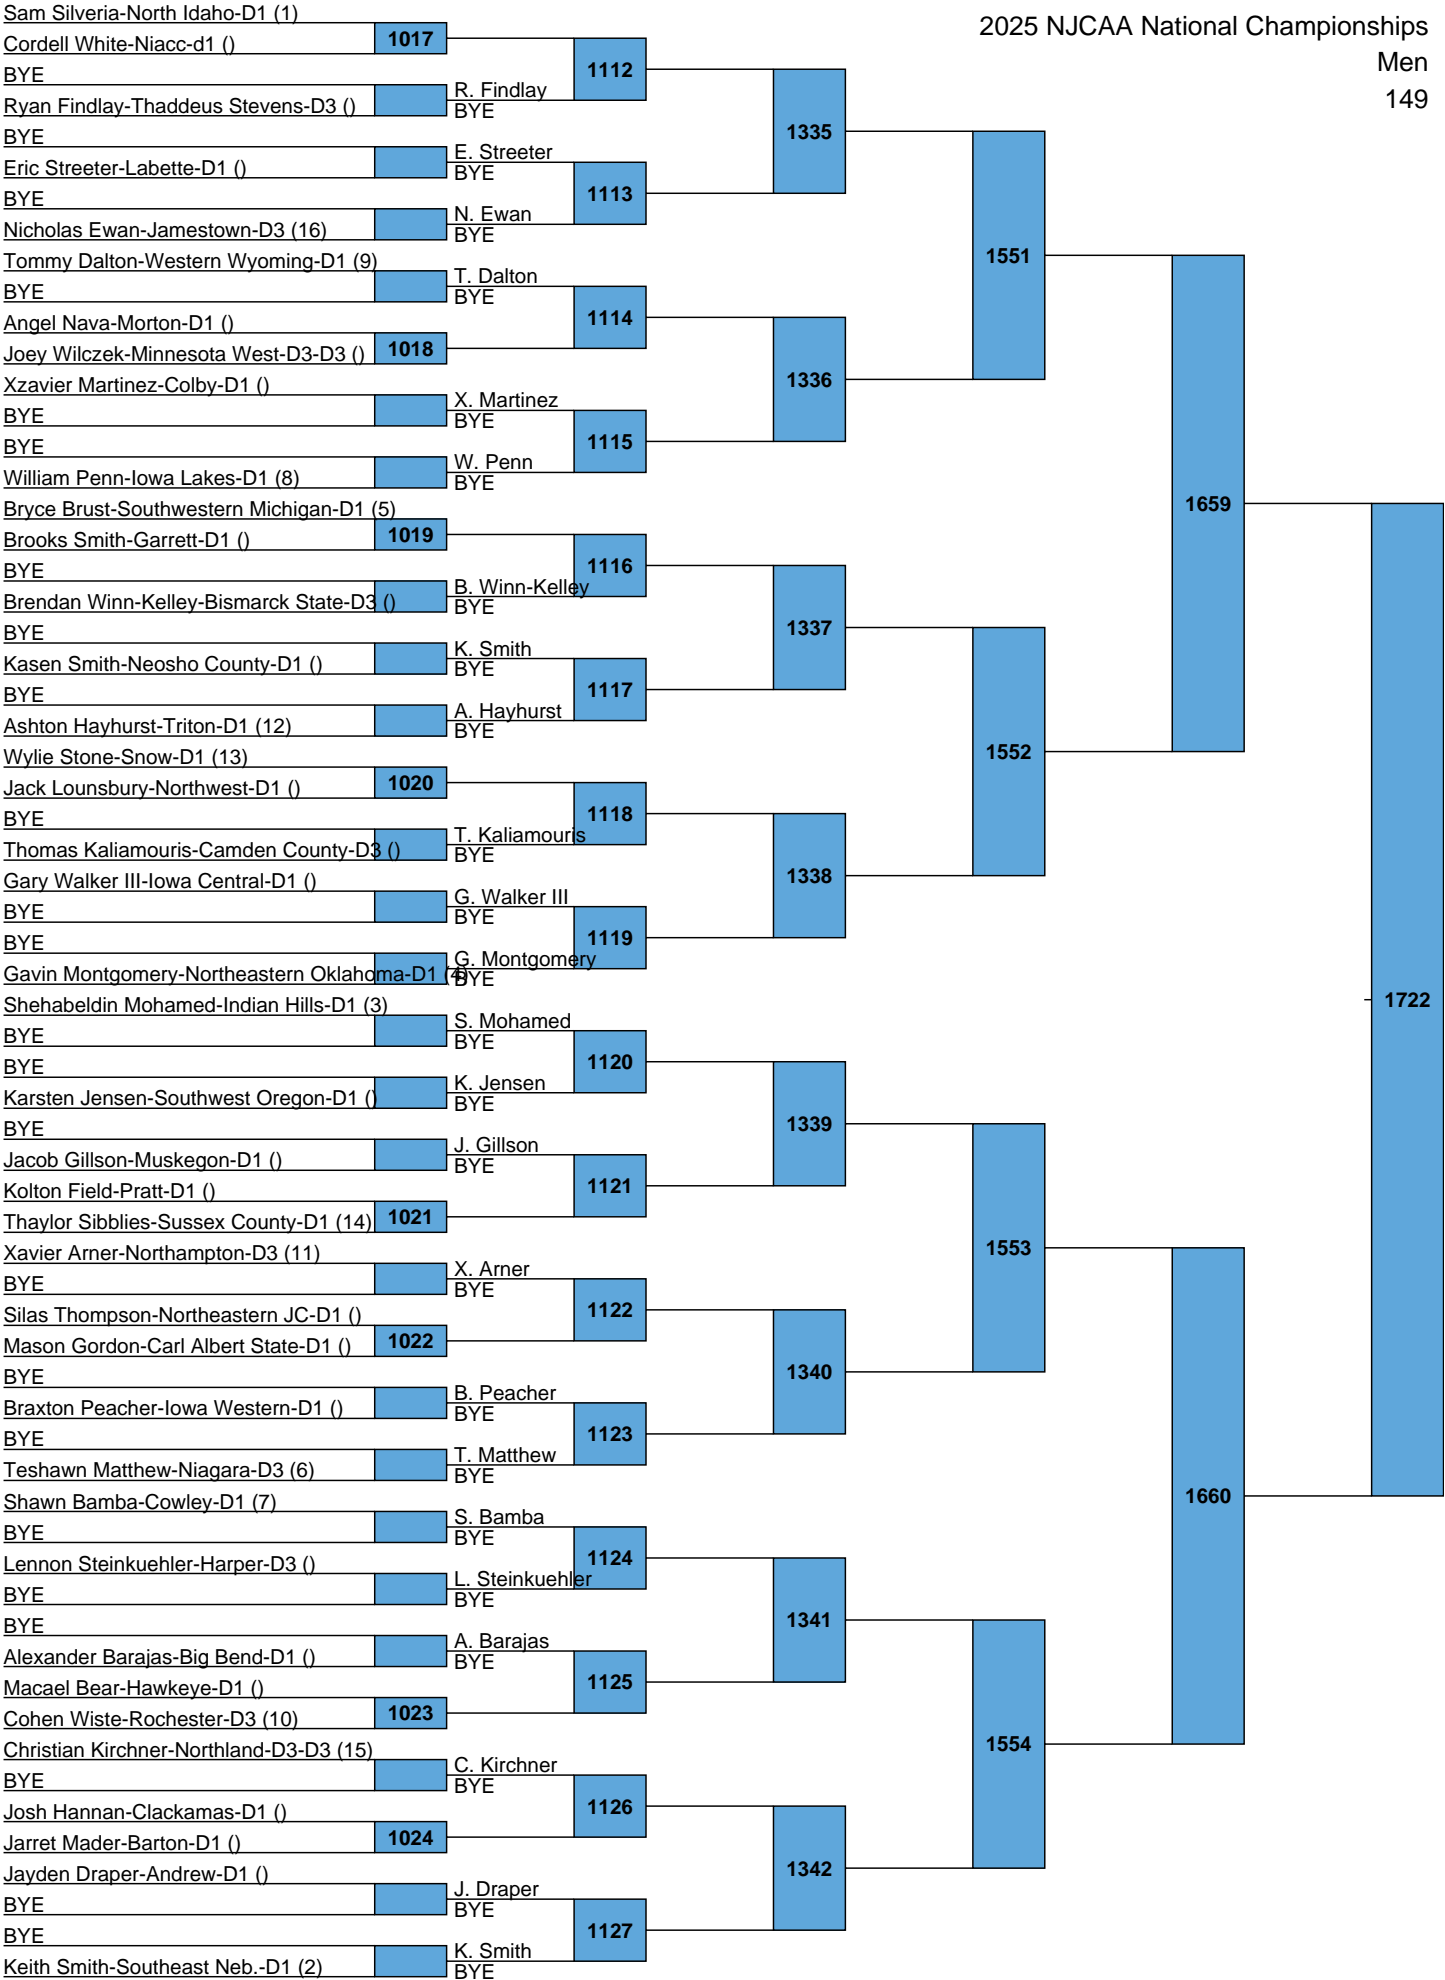 2025 NJCAA National Championships
Men
149
Sam Silveria-North Idaho-D1 (1)
Cordell White-Niacc-d1 ()
BYE
Ryan Findlay-Thaddeus Stevens-D3 ()
BYE
Eric Streeter-Labette-D1 ()
BYE
Nicholas Ewan-Jamestown-D3 (16)
Tommy Dalton-Western Wyoming-D1 (9)
BYE
Angel Nava-Morton-D1 ()
Joey Wilczek-Minnesota West-D3-D3 ()
Xzavier Martinez-Colby-D1 ()
BYE
BYE
William Penn-Iowa Lakes-D1 (8)
Bryce Brust-Southwestern Michigan-D1 (5)
Brooks Smith-Garrett-D1 ()
BYE
Brendan Winn-Kelley-Bismarck State-D3 ()
BYE
Kasen Smith-Neosho County-D1 ()
BYE
Ashton Hayhurst-Triton-D1 (12)
Wylie Stone-Snow-D1 (13)
Jack Lounsbury-Northwest-D1 ()
BYE
Thomas Kaliamouris-Camden County-D3 ()
Gary Walker III-Iowa Central-D1 ()
BYE
BYE
Gavin Montgomery-Northeastern Oklahoma-D1 (4)
Shehabeldin Mohamed-Indian Hills-D1 (3)
BYE
BYE
Karsten Jensen-Southwest Oregon-D1 ()
BYE
Jacob Gillson-Muskegon-D1 ()
Kolton Field-Pratt-D1 ()
Thaylor Sibblies-Sussex County-D1 (14)
Xavier Arner-Northampton-D3 (11)
BYE
Silas Thompson-Northeastern JC-D1 ()
Mason Gordon-Carl Albert State-D1 ()
BYE
Braxton Peacher-Iowa Western-D1 ()
BYE
Teshawn Matthew-Niagara-D3 (6)
Shawn Bamba-Cowley-D1 (7)
BYE
Lennon Steinkuehler-Harper-D3 ()
BYE
BYE
Alexander Barajas-Big Bend-D1 ()
Macael Bear-Hawkeye-D1 ()
Cohen Wiste-Rochester-D3 (10)
Christian Kirchner-Northland-D3-D3 (15)
BYE
Josh Hannan-Clackamas-D1 ()
Jarret Mader-Barton-D1 ()
Jayden Draper-Andrew-D1 ()
BYE
BYE
Keith Smith-Southeast Neb.-D1 (2)
1017
1018
1019
1020
1021
1022
1023
1024
R. Findlay
BYE
E. Streeter
BYE
N. Ewan
BYE
T. Dalton
BYE
X. Martinez
BYE
W. Penn
BYE
B. Winn-Kelley
BYE
K. Smith
BYE
A. Hayhurst
BYE
T. Kaliamouris
BYE
G. Walker III
BYE
G. Montgomery
BYE
S. Mohamed
BYE
K. Jensen
BYE
J. Gillson
BYE
X. Arner
BYE
B. Peacher
BYE
T. Matthew
BYE
S. Bamba
BYE
L. Steinkuehler
BYE
A. Barajas
BYE
C. Kirchner
BYE
J. Draper
BYE
K. Smith
BYE
1112
1113
1114
1115
1116
1117
1118
1119
1120
1121
1122
1123
1124
1125
1126
1127
1335
1336
1337
1338
1339
1340
1341
1342
1551
1552
1553
1554
1659
1660
1722